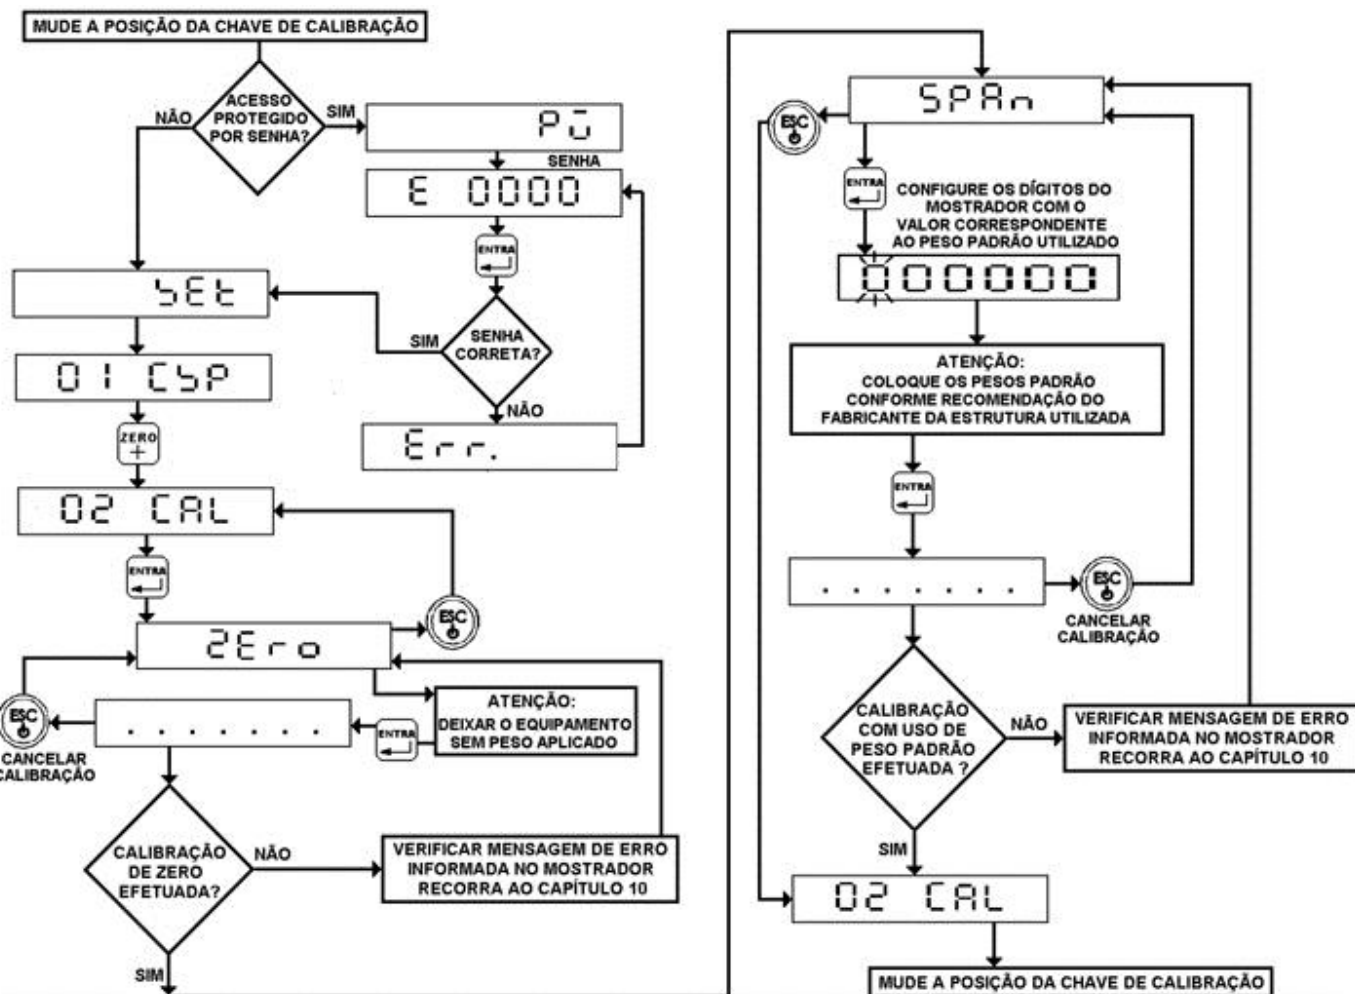 MUDE A POSIÇÃO DA CHAVE DE CALIBRAÇÃO
ACESSO
PROTEGIDO
POR SENHA?
NÃO
SIM
SENHA
E 0000
ENTRA
SENHA
CORRETA?
SIM
NÃO
Err.
SEt
01 CSP
ZERO
+
02 CAL
ENTRA
ESC
ZEro
ATENÇÃO:
DEIXAR O EQUIPAMENTO
SEM PESO APLICADO
ENTRA
. . . . . . .
ESC
CANCELAR
CALIBRAÇÃO
CALIBRAÇÃO
DE ZERO
EFETUADA?
NÃO
VERIFICAR MENSAGEM DE ERRO
INFORMADA NO MOSTRADOR
RECORRA AO CAPÍTULO 10
SIM
SPAn
ESC
ENTRA
CONFIGURE OS DÍGITOS DO
MOSTRADOR COM O
VALOR CORRESPONDENTE
AO PESO PADRÃO UTILIZADO
000000
ATENÇÃO:
COLOQUE OS PESOS PADRÃO
CONFORME RECOMENDAÇÃO DO
FABRICANTE DA ESTRUTURA UTILIZADA
ENTRA
. . . . . . .
ESC
CANCELAR
CALIBRAÇÃO
CALIBRAÇÃO
COM USO DE
PESO PADRÃO
EFETUADA ?
NÃO
VERIFICAR MENSAGEM DE ERRO
INFORMADA NO MOSTRADOR
RECORRA AO CAPÍTULO 10
SIM
02 CAL
MUDE A POSIÇÃO DA CHAVE DE CALIBRAÇÃO